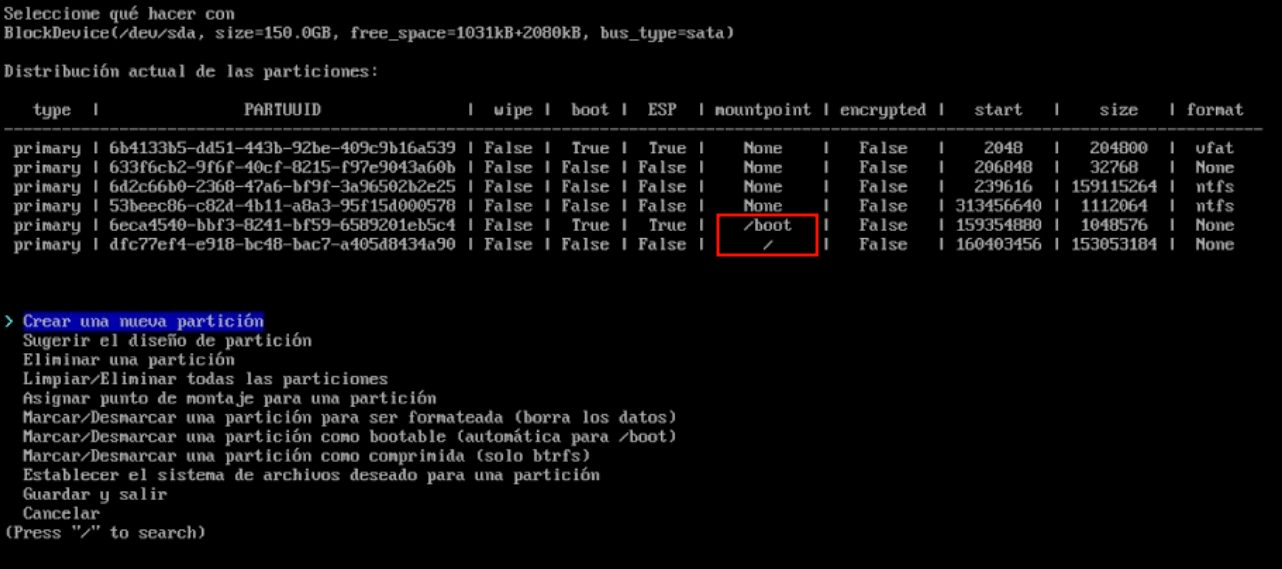 Seleccione qué hacer con
BlockDevice(/dev/sda, size=150.0GB, free_space=1031kB+2080kB, bus_type=sata)
Distribución actual de las particiones:
type | PARTUUID | wipe | boot | ESP | mountpoint | encrypted | start | size | format
primary | 6b4133b5-dd51-443b-92be-409c9b16a539 | False | True | True | None | False | 2048 | 204800 | vfat
primary | 633f6cb2-9f6f-40cf-8215-f97e9043a60b | False | False | False | None | False | 206848 | 32768 | None
primary | 6d2c66b0-2368-47a6-bf9f-3a96502b2e25 | False | False | False | None | False | 239616 | 159115264 | ntfs
primary | 53beec86-c82d-4b11-a8a3-95f15d000578 | False | False | False | None | False | 313456640 | 1112064 | ntfs
primary | 6eca4540-bbf3-8241-bf59-6589201eb5c4 | False | True | True | /boot | False | 159354880 | 1048576 | None
primary | dfc77ef4-e918-bc48-bac7-a405d8434a90 | False | False | False | / | False | 160403456 | 153053184 | None
> Crear una nueva partición
Sugerir el diseño de partición
Eliminar una partición
Limpiar/Eliminar todas las particiones
Asignar punto de montaje para una partición
Marcar/Desmarcar una partición para ser formateada (borra los datos)
Marcar/Desmarcar una partición como bootable (automática para /boot)
Marcar/Desmarcar una partición como comprimida (solo btrfs)
Establecer el sistema de archivos deseado para una partición
Guardar y salir
Cancelar
(Press "/" to search)